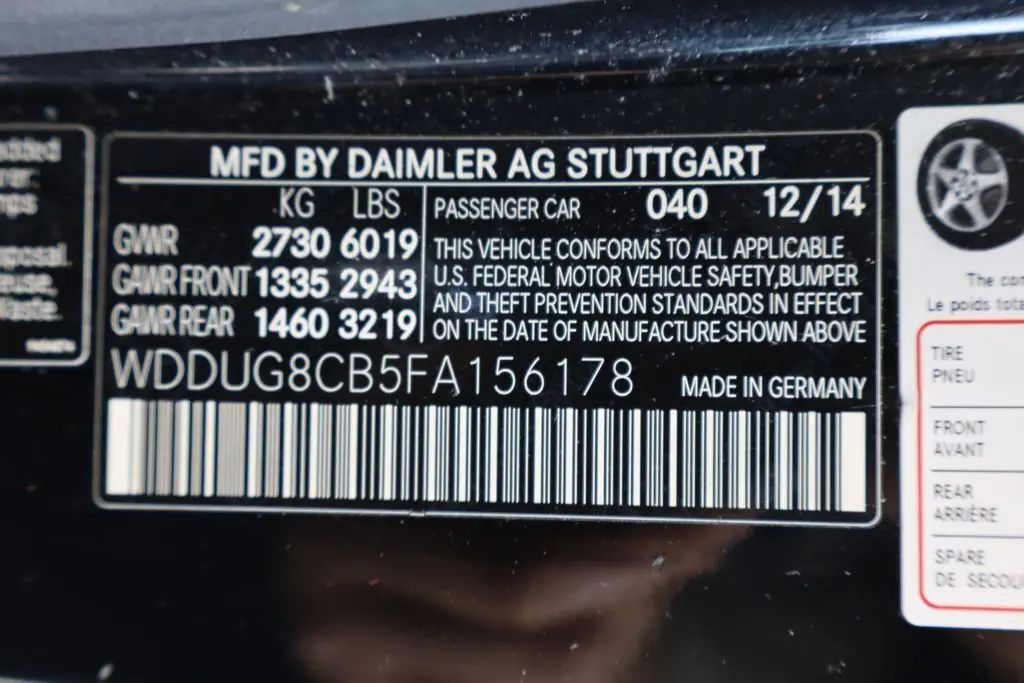 MFD BY DAIMLER AG STUTTGART
KG LBS
GVWR 2730 6019
GAWR FRONT 1335 2943
GAWR REAR 1460 3219
PASSENGER CAR 040 12/14
THIS VEHICLE CONFORMS TO ALL APPLICABLE
U.S. FEDERAL MOTOR VEHICLE SAFETY,BUMPER
AND THEFT PREVENTION STANDARDS IN EFFECT
ON THE DATE OF MANUFACTURE SHOWN ABOVE
WDDUG8CB5FA156178
MADE IN GERMANY
The
Le poids
TIRE
PNEU
FRONT
AVANT
REAR
ARRIÈRE
SPARE
DE